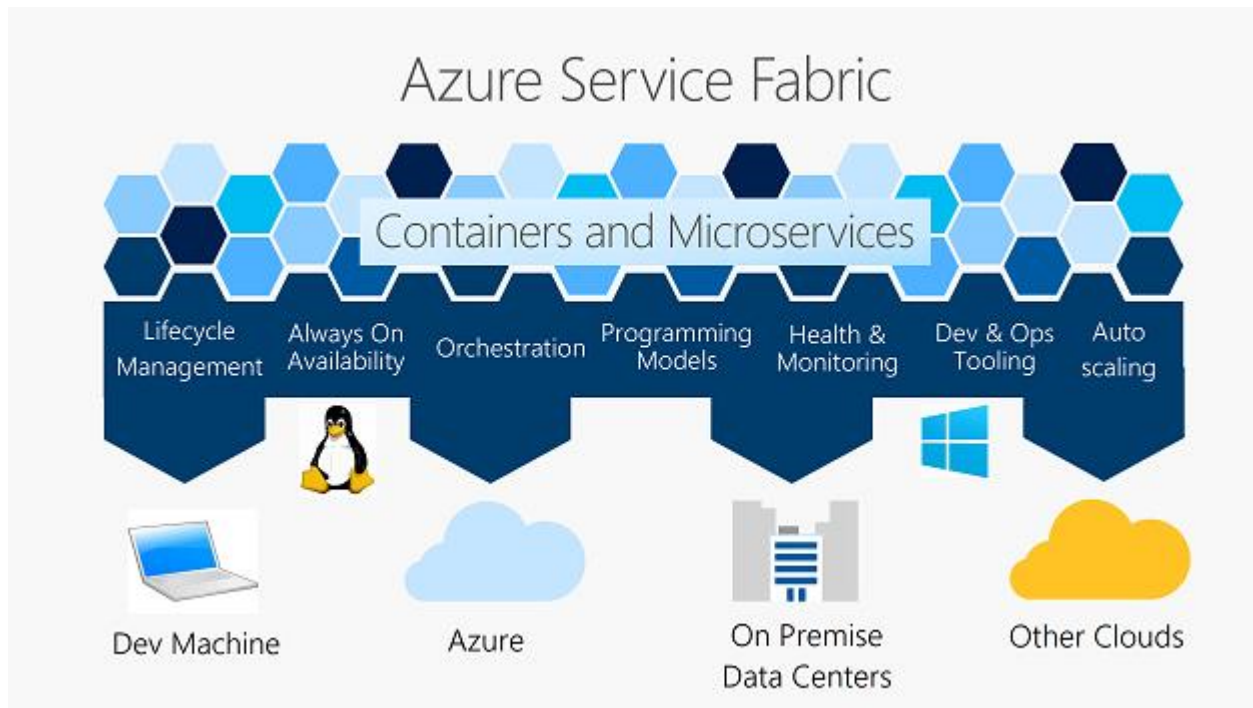 Azure Service Fabric
Containers and Microservices
Lifecycle
Management
Always On
Availability
Orchestration
Programming
Models
Health &
Monitoring
Dev & Ops
Tooling
Auto
scaling
Dev Machine
Azure
On Premise
Data Centers
Other Clouds